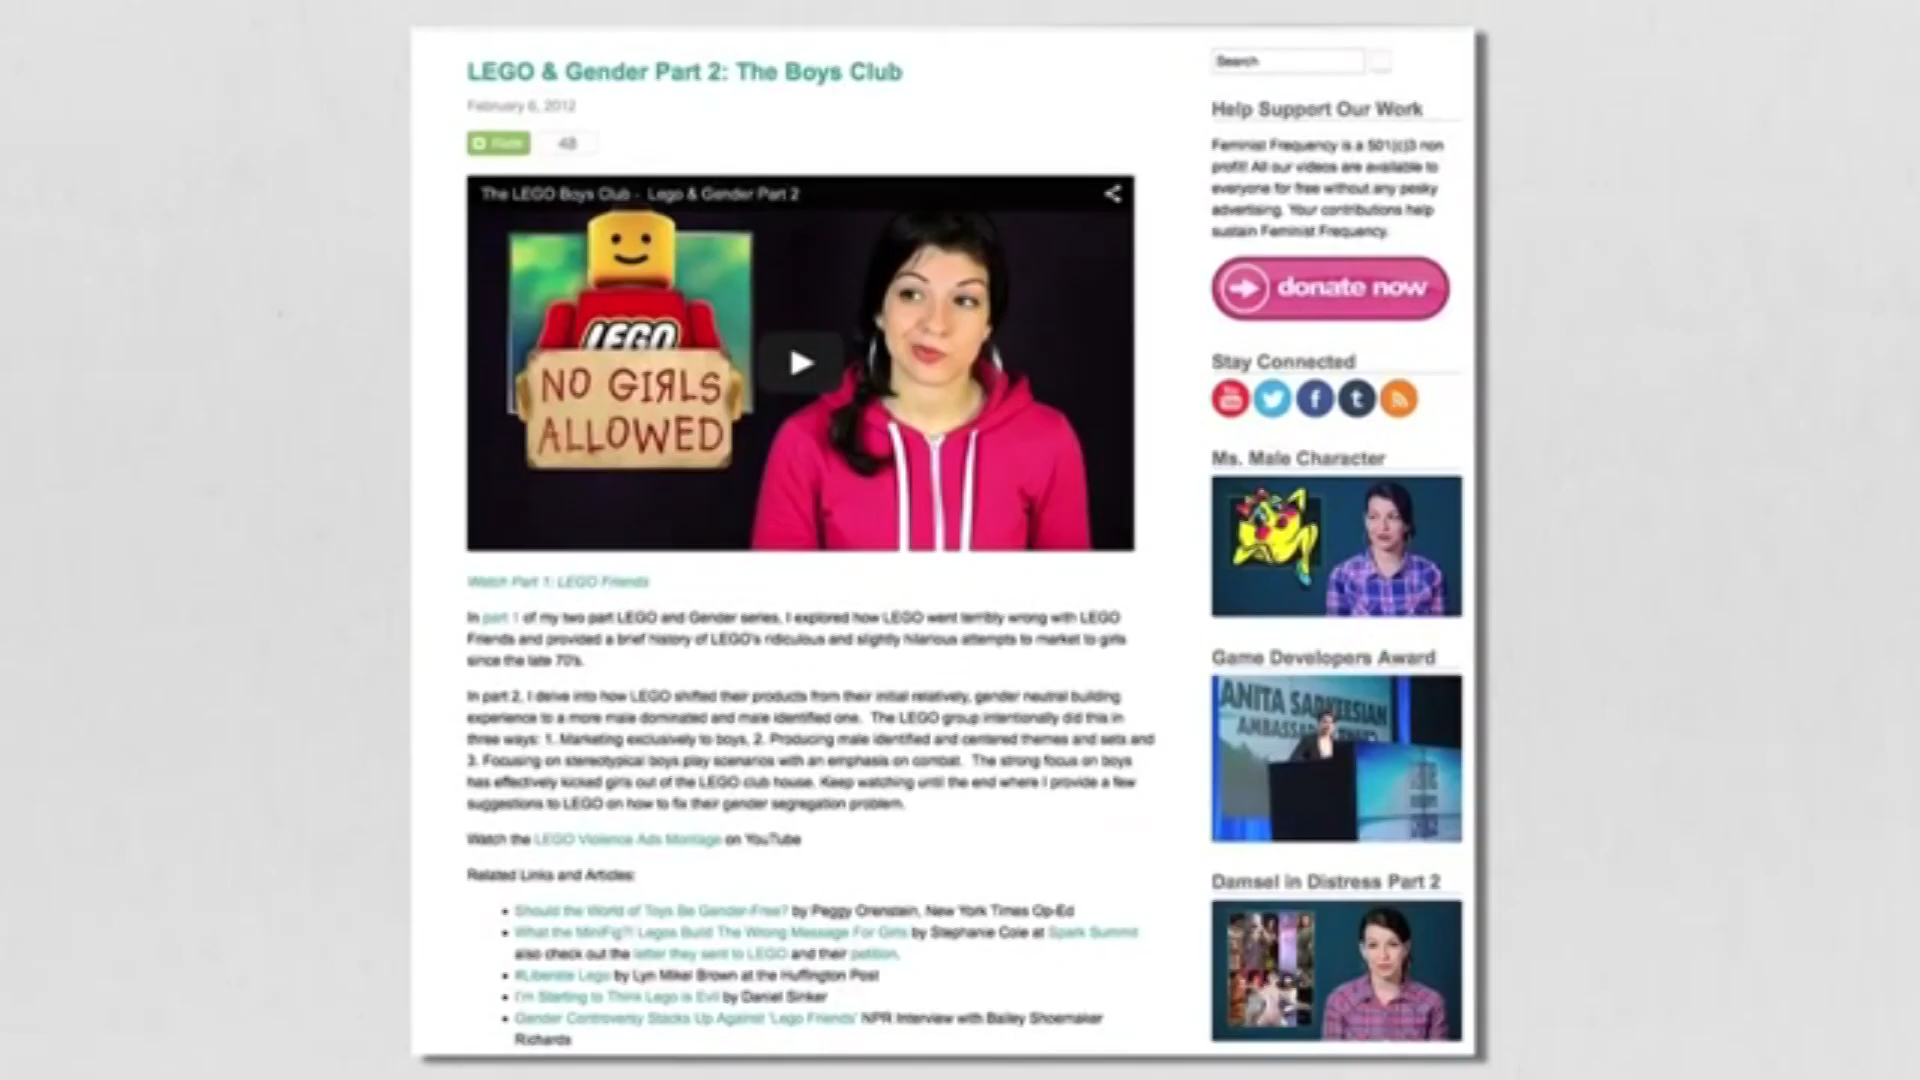 LEGO & Gender Part 2: The Boys Club
February 6, 2012
48
The LEGO Boys Club - Lego & Gender Part 2
LEGO
NO GIRLS
ALLOWED
Watch Part 1: LEGO Friends
In part 1 of my two part LEGO and Gender series, I explored how LEGO went terribly wrong with LEGO
Friends and provided a brief history of LEGO's ridiculous and slightly hilarious attempts to market to girls
since the late 70's.
In part 2, I delve into how LEGO shifted their products from their initial relatively, gender neutral building
experience to a more male dominated and male identified one. The LEGO group intentionally did this in
three ways: 1. Marketing exclusively to boys, 2. Producing male identified and centered themes and sets and
3. Focusing on stereotypical boys play scenarios with an emphasis on combat. The strong focus on boys
has effectively kicked girls out of the LEGO club house. Keep watching until the end where I provide a few
suggestions to LEGO on how to fix their gender segregation problem.
Watch the LEGO Violence Ads Montage on YouTube
Related Links and Articles:
• Should the World of Toys Be Gender-Free? by Peggy Orenstein, New York Times Op-Ed
• What the MiniFig?! Legos Build The Wrong Message For Girls by Stephanie Cole at Spark Summit
also check out the letter they sent to LEGO and their petition.
• #Liberate Lego by Lyn Mikel Brown at the Huffington Post
• I'm Starting to Think Lego is Evil by Daniel Sinker
• Gender Controversy Stacks Up Against 'Lego Friends' NPR Interview with Bailey Shoemaker
Richards
Search
Help Support Our Work
Feminist Frequency is a 501(c)3 non
profit! All our videos are available to
everyone for free without any pesky
advertising. Your contributions help
sustain Feminist Frequency.
donate now
Stay Connected
You
Tube
Ms. Male Character
Game Developers Award
ANITA SARKEESIAN
Damsel in Distress Part 2